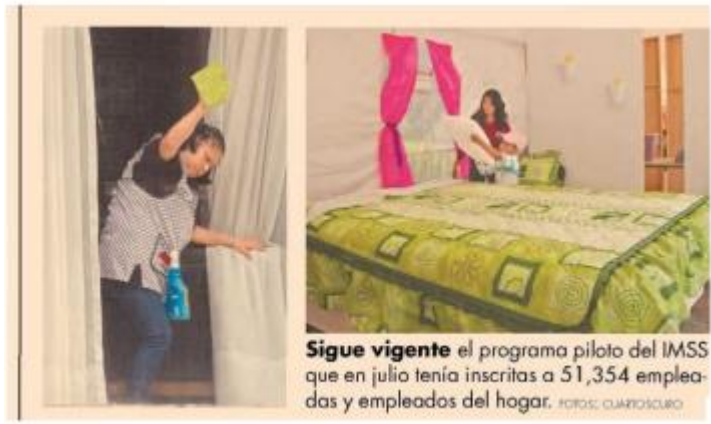 Sigue vigente el programa piloto del IMSS
que en julio tenía inscritas a 51,354 emplea-
das y empleados del hogar. FOTOS: CUARTOSCURO